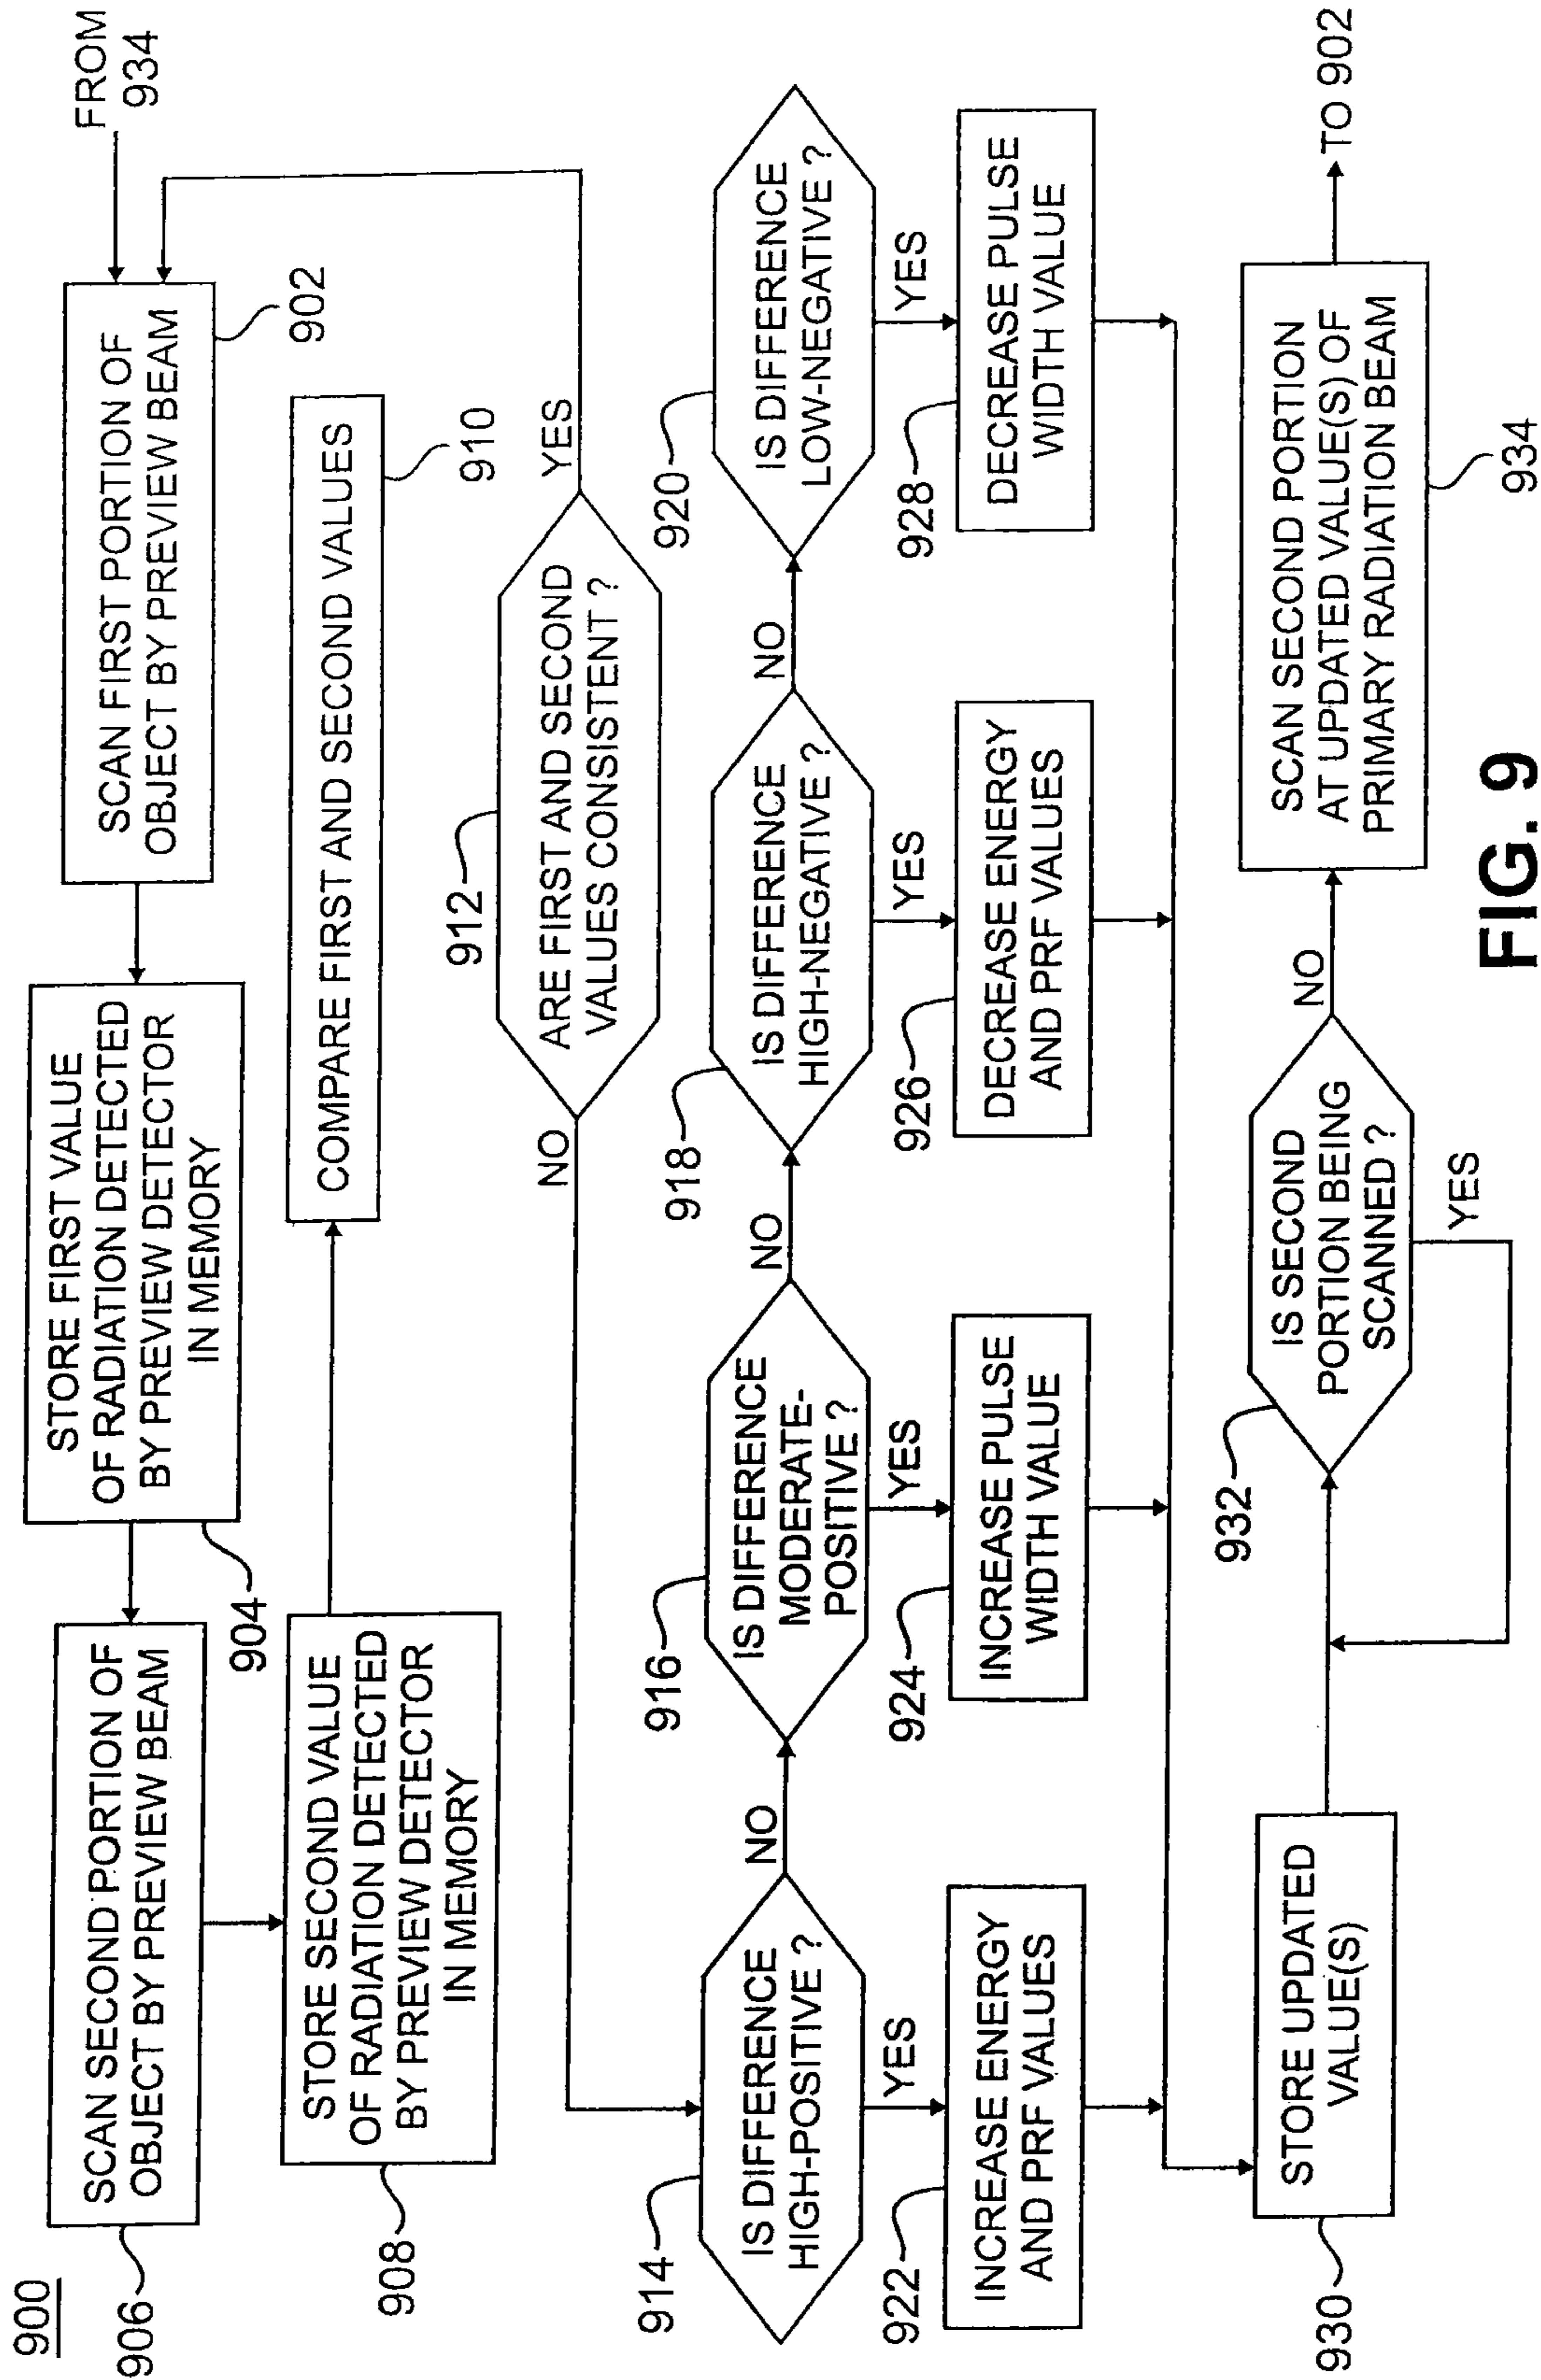 900
FROM
934
SCAN FIRST PORTION OF
OBJECT BY PREVIEW BEAM
902
STORE FIRST VALUE
OF RADIATION DETECTED
BY PREVIEW DETECTOR
IN MEMORY
904
SCAN SECOND PORTION OF
OBJECT BY PREVIEW BEAM
906
STORE SECOND VALUE
OF RADIATION DETECTED
BY PREVIEW DETECTOR
IN MEMORY
908
COMPARE FIRST AND SECOND VALUES
910
912
ARE FIRST AND SECOND
VALUES CONSISTENT ?
YES
NO
914
IS DIFFERENCE
HIGH-POSITIVE ?
NO
YES
916
IS DIFFERENCE
MODERATE-
POSITIVE ?
NO
YES
918
IS DIFFERENCE
HIGH-NEGATIVE ?
NO
YES
920
IS DIFFERENCE
LOW-NEGATIVE ?
YES
922
INCREASE ENERGY
AND PRF VALUES
924
INCREASE PULSE
WIDTH VALUE
926
DECREASE ENERGY
AND PRF VALUES
928
DECREASE PULSE
WIDTH VALUE
930
STORE UPDATED
VALUE(S)
932
IS SECOND
PORTION BEING
SCANNED ?
YES
NO
SCAN SECOND PORTION
AT UPDATED VALUE(S) OF
PRIMARY RADIATION BEAM
934
TO 902
FIG. 9